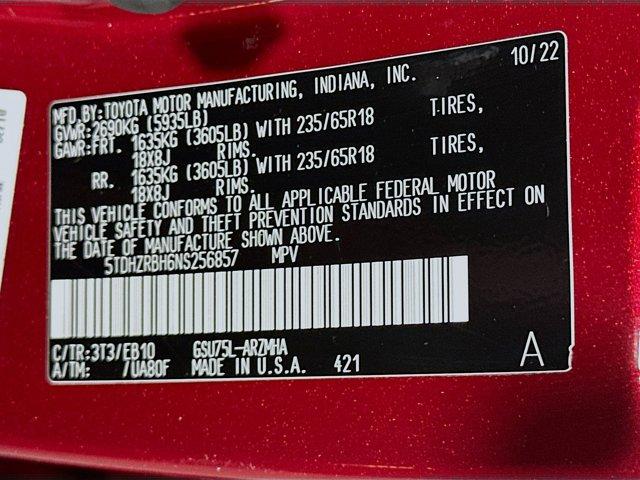 10/22
MFD.BY:TOYOTA MOTOR MANUFACTURING, INDIANA, INC.
GVWR:2690KG (5935LB)
GAWR:FRT. 1635KG (3605LB) WITH 235/65R18 TIRES,
18X8J RIMS.
RR. 1635KG (3605LB) WITH 235/65R18 TIRES,
18X8J RIMS.
THIS VEHICLE CONFORMS TO ALL APPLICABLE FEDERAL MOTOR
VEHICLE SAFETY AND THEFT PREVENTION STANDARDS IN EFFECT ON
THE DATE OF MANUFACTURE SHOWN ABOVE.
5TDHZRBH6NS256857 MPV
C/TR:3T3/EB10 GSU75L-ARZMHA
A/TM: /UA80F MADE IN U.S.A. 421 A